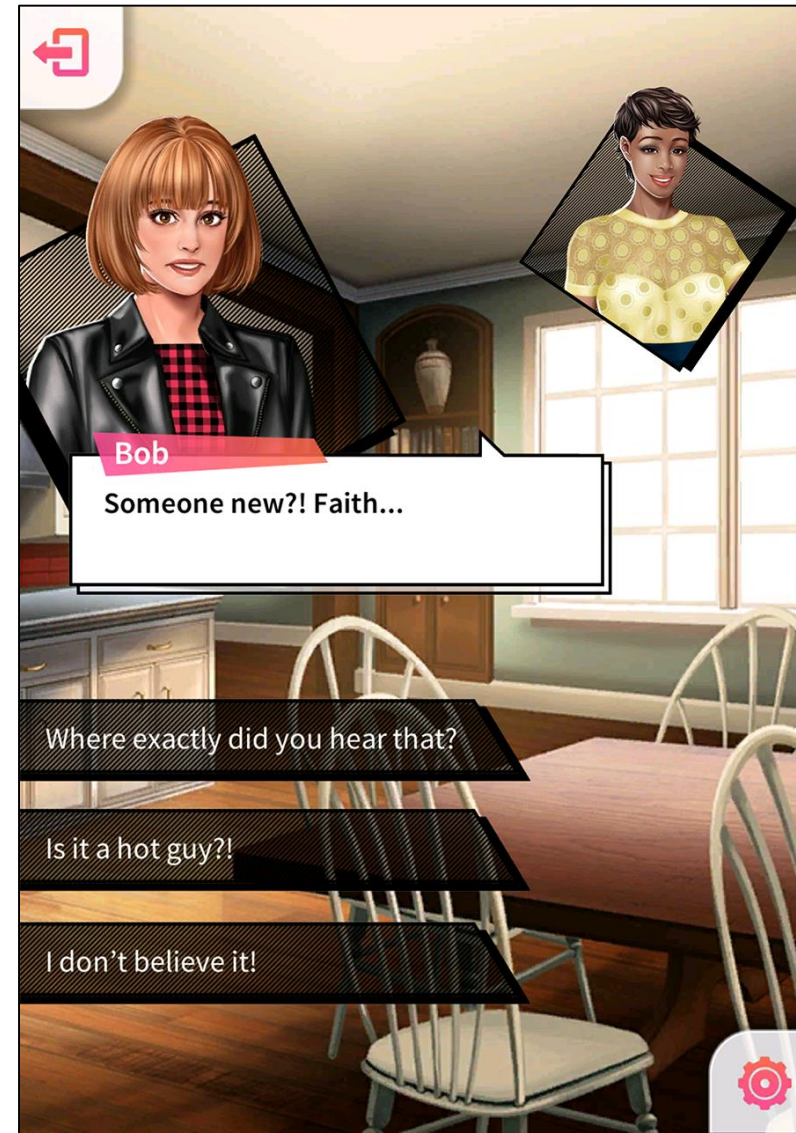 Bob
Someone new?! Faith...
Where exactly did you hear that?
Is it a hot guy?!
I don’t believe it!